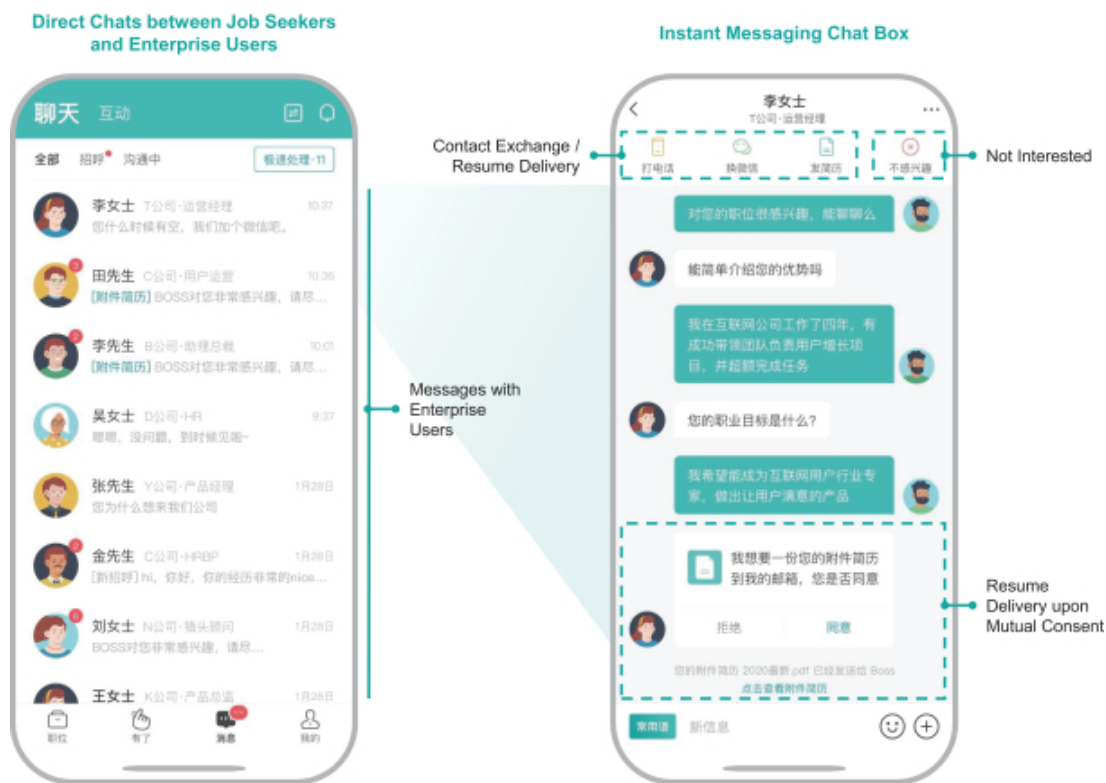 Direct Chats between Job Seekers
and Enterprise Users
聊天 互动
全部 招呼 沟通中 极速处理·11
李女士 T公司·运营经理 10:37
您什么时候有空，我们加个微信吧。
3
田先生 C公司·用户运营 10:36
[附件简历] BOSS对您非常感兴趣，请尽...
2
李先生 B公司·助理总裁 10:01
[附件简历] BOSS对您非常感兴趣，请尽...
吴女士 D公司·HR 9:37
嗯嗯，没问题，到时候见啦~
张先生 Y公司·产品经理 1月28日
您为什么想来我们公司
2
金先生 C公司·HRBP 1月28日
[新招呼] hi，你好，你的经历非常的nice...
6
刘女士 N公司·猎头顾问 1月28日
BOSS对您非常感兴趣，请尽...
王女士 K公司·产品总监 1月28日
职位 有了 消息 我的
Messages with
Enterprise
Users
Instant Messaging Chat Box
李女士
T公司·运营经理
Contact Exchange /
Resume Delivery
打电话 换微信 发简历 不感兴趣
Not Interested
对您的职位很感兴趣，能聊聊么
能简单介绍您的优势吗
我在互联网公司工作了四年，有
成功带领团队负责用户增长项
目，并超额完成任务
您的职业目标是什么?
我希望能成为互联网用户行业专
家，做出让用户满意的产品
我想要一份您的附件简历
到我的邮箱，您是否同意
拒绝 同意
您的附件简历 2020最新.pdf 已经发送给 Boss
点击查看附件简历
Resume
Delivery upon
Mutual Consent
常用语 新信息